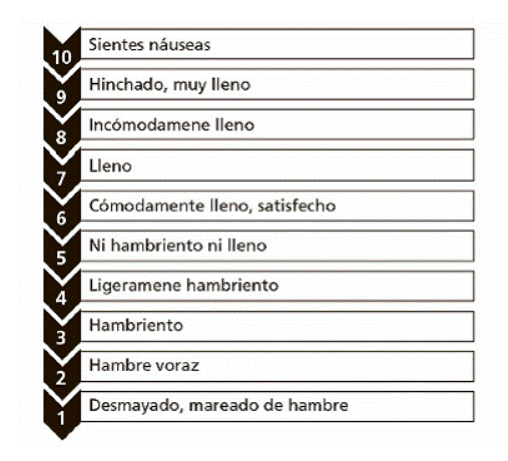 10 Sientes náuseas
9 Hinchado, muy lleno
8 Incómodamene lleno
7 Lleno
6 Cómodamente lleno, satisfecho
5 Ni hambriento ni lleno
4 Ligeramene hambriento
3 Hambriento
2 Hambre voraz
1 Desmayado, mareado de hambre